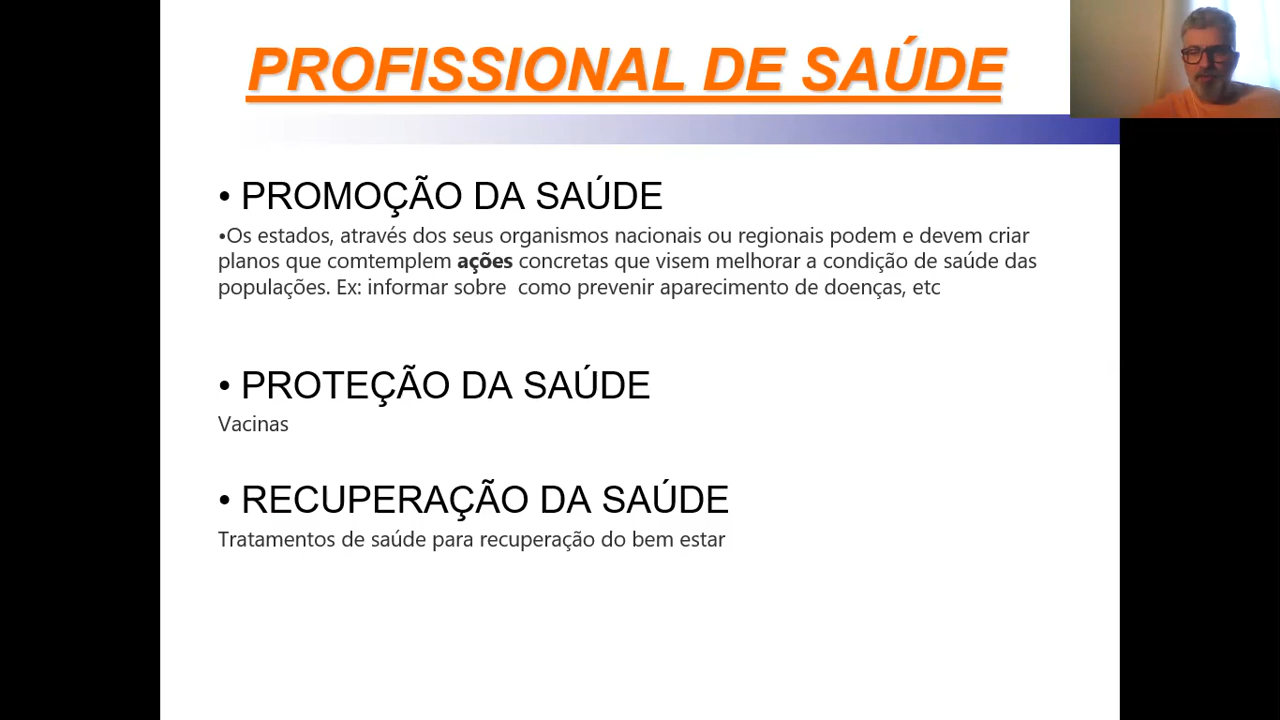 PROFISSIONAL DE SAÚDE
• PROMOÇÃO DA SAÚDE
•Os estados, através dos seus organismos nacionais ou regionais podem e devem criar
planos que comtemplem ações concretas que visem melhorar a condição de saúde das
populações. Ex: informar sobre  como prevenir aparecimento de doenças, etc
• PROTEÇÃO DA SAÚDE
Vacinas
• RECUPERAÇÃO DA SAÚDE
Tratamentos de saúde para recuperação do bem estar